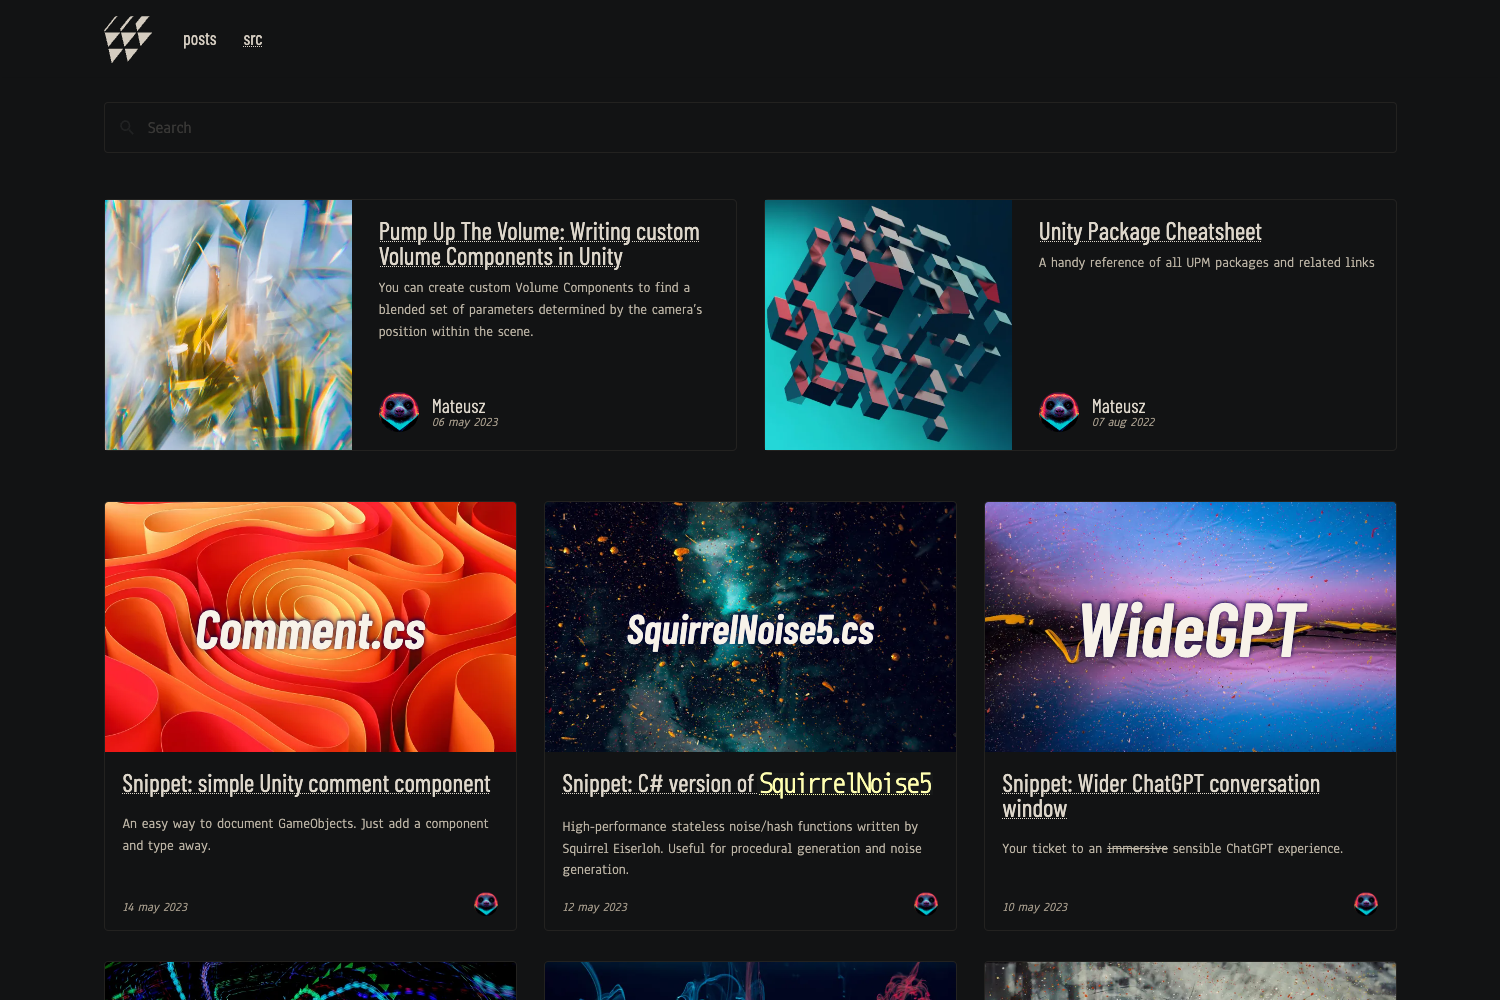 posts
src
Search
Pump Up The Volume: Writing custom
Volume Components in Unity
You can create custom Volume Components to find a
blended set of parameters determined by the camera's
position within the scene.
Mateusz
06 may 2023
Unity Package Cheatsheet
A handy reference of all UPM packages and related links
Mateusz
07 aug 2022
Comment.cs
Snippet: simple Unity comment component
An easy way to document GameObjects. Just add a component
and type away.
14 may 2023
SquirrelNoise5.cs
Snippet: C# version of SquirrelNoise5
High-performance stateless noise/hash functions written by
Squirrel Eiserloh. Useful for procedural generation and noise
generation.
12 may 2023
WideGPT
Snippet: Wider ChatGPT conversation
window
Your ticket to an immersive sensible ChatGPT experience.
10 may 2023